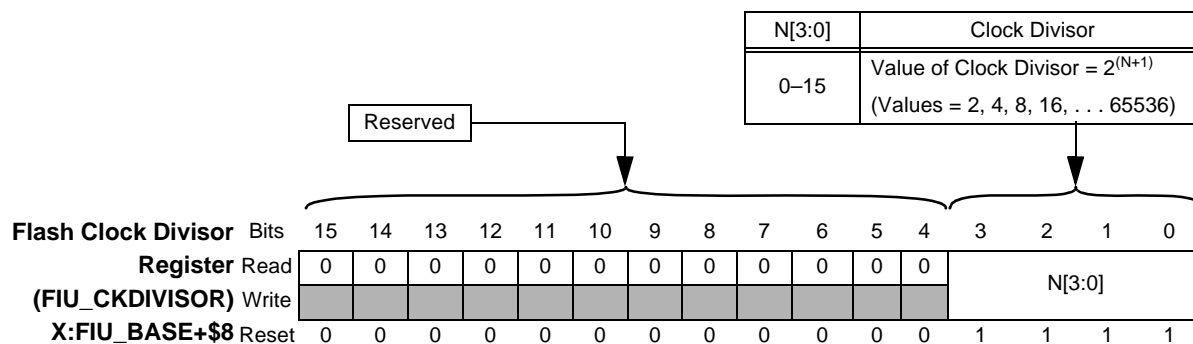 N[3:0] Clock Divisor
0–15 Value of Clock Divisor = 2^(N+1)
(Values = 2, 4, 8, 16, . . . 65536)
Reserved
Flash Clock Divisor Bits 15 14 13 12 11 10 9 8 7 6 5 4 3 2 1 0
Register Read 0 0 0 0 0 0 0 0 0 0 0 0 N[3:0]
(FIU_CKDIVISOR) Write
X:FIU_BASE+$8 Reset 0 0 0 0 0 0 0 0 0 0 0 0 1 1 1 1